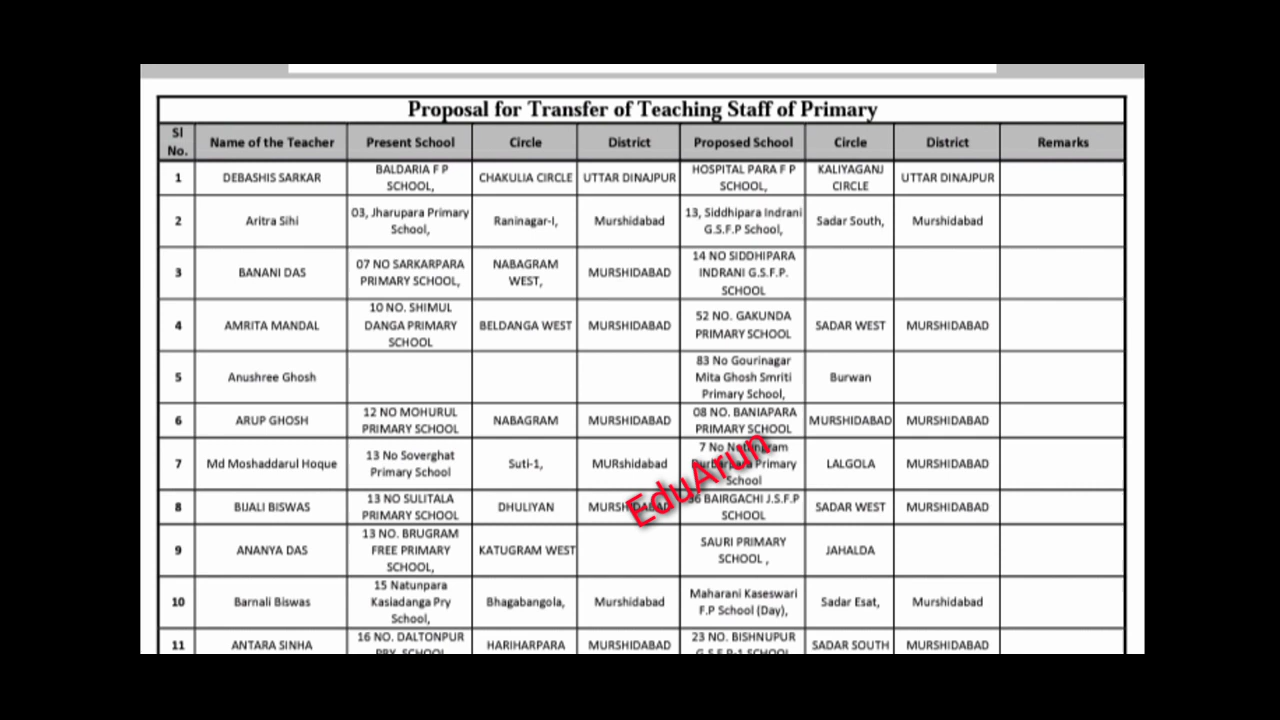 Proposal for Transfer of Teaching Staff of Primary
Sl No. Name of the Teacher Present School Circle District Proposed School Circle District Remarks
1 DEBASHIS SARKAR BALDARIA F P SCHOOL, CHAKULIA CIRCLE UTTAR DINAJPUR HOSPITAL PARA F P SCHOOL, KALIYAGANJ CIRCLE UTTAR DINAJPUR
2 Aritra Sihi 03, Jharupara Primary School, Raninagar-I, Murshidabad 13, Siddhipara Indrani G.S.F.P School, Sadar South, Murshidabad
3 BANANI DAS 07 NO SARKARPARA PRIMARY SCHOOL, NABAGRAM WEST, MURSHIDABAD 14 NO SIDDHIPARA INDRANI G.S.F.P. SCHOOL
4 AMRITA MANDAL 10 NO. SHIMUL DANGA PRIMARY SCHOOL BELDANGA WEST MURSHIDABAD 52 NO. GAKUNDA PRIMARY SCHOOL SADAR WEST MURSHIDABAD
5 Anushree Ghosh 83 No Gourinagar Mita Ghosh Smriti Primary School, Burwan
6 ARUP GHOSH 12 NO MOHURUL PRIMARY SCHOOL NABAGRAM MURSHIDABAD 08 NO. BANIAPARA PRIMARY SCHOOL MURSHIDABAD MURSHIDABAD
7 Md Moshaddarul Hoque 13 No Soverghat Primary School Suti-1, MURshidabad 7 No Primary School LALGOLA MURSHIDABAD
8 BIJALI BISWAS 13 NO SULITALA PRIMARY SCHOOL DHULIYAN MURSHIDABAD BAIRGACHI J.S.F.P SCHOOL SADAR WEST MURSHIDABAD
9 ANANYA DAS 13 NO. BRUGRAM FREE PRIMARY SCHOOL, KATUGRAM WEST SAURI PRIMARY SCHOOL , JAHALDA
10 Barnali Biswas 15 Natunpara Kasiadanga Pry School, Bhagabangola, Murshidabad Maharani Kaseswari F.P School (Day), Sadar Esat, Murshidabad
11 ANTARA SINHA 16 NO. DALTONPUR PRY. SCHOOL HARIHARPARA MURSHIDABAD 23 NO. BISHNUPUR G.S.F.P-1 SCHOOL SADAR SOUTH MURSHIDABAD
EduArun